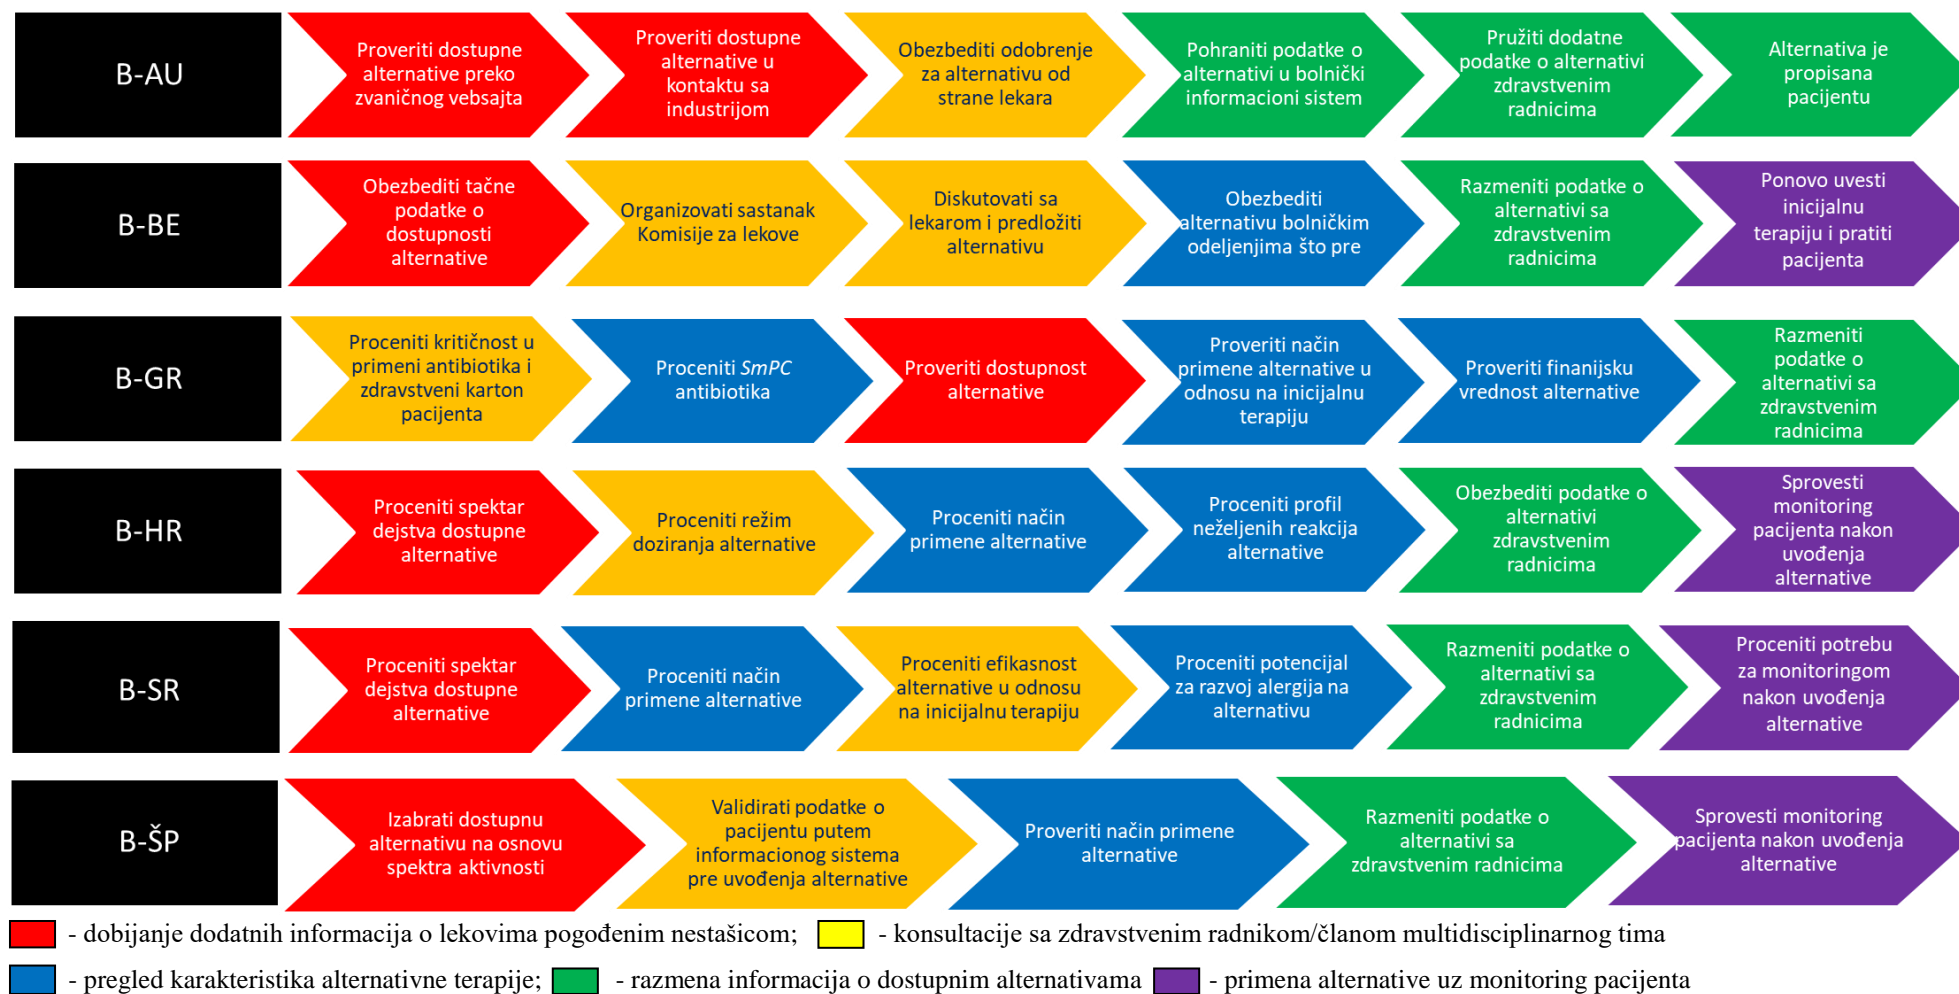 B-AU
Proveriti dostupne
alternative preko
zvaničnog vebsajta
Proveriti dostupne
alternative u
kontaktu sa
industrijom
Obezbediti odobrenje
za alternativu od
strane lekara
Pohraniti podatke o
alternativi u bolnički
informacioni sistem
Pružiti dodatne
podatke o alternativi
zdravstvenim
radnicima
Alternativa je
propisana
pacijentu
B-BE
Obezbediti tačne
podatke o
dostupnosti
alternative
Organizovati sastanak
Komisije za lekove
Diskutovati sa
lekarom i predložiti
alternativu
Obezbediti
alternativu bolničkim
odeljenjima što pre
Razmeniti podatke o
alternativi sa
zdravstvenim
radnicima
Ponovo uvesti
inicijalnu
terapiju i pratiti
pacijenta
B-GR
Proceniti kritičnost u
primeni antibiotika i
zdravstveni karton
pacijenta
Proceniti SmPC
antibiotika
Proveriti dostupnost
alternative
Proveriti način
primene alternative u
odnosu na inicijalnu
terapiju
Proveriti finanijsku
vrednost alternative
Razmeniti
podatke o
alternativi sa
zdravstvenim
radnicima
B-HR
Proceniti spektar
dejstva dostupne
alternative
Proceniti režim
doziranja alternative
Proceniti način
primene alternative
Proceniti profil
neželjenih reakcija
alternative
Obezbediti podatke o
alternativi
zdravstvenim
radnicima
Sprovesti
monitoring
pacijenta nakon
uvođenja
alternative
B-SR
Proceniti spektar
dejstva dostupne
alternative
Proceniti način
primene alternative
Proceniti efikasnost
alternative u odnosu
na inicijalnu terapiju
Proceniti potencijal
za razvoj alergija na
alternativu
Razmeniti podatke o
alternativi sa
zdravstvenim
radnicima
Proceniti potrebu
za monitoringom
nakon uvođenja
alternative
B-ŠP
Izabrati dostupnu
alternativu na osnovu
spektra aktivnosti
Validirati podatke o
pacijentu putem
informacionog sistema
pre uvođenja alternative
Proveriti način primene
alternative
Razmeniti podatke o
alternativi sa
zdravstvenim radnicima
Sprovesti monitoring
pacijenta nakon uvođenja
alternative
- dobijanje dodatnih informacija o lekovima pogođenim nestašicom; - konsultacije sa zdravstvenim radnikom/članom multidisciplinarnog tima
- pregled karakteristika alternativne terapije; - razmena informacija o dostupnim alternativama - primena alternative uz monitoring pacijenta